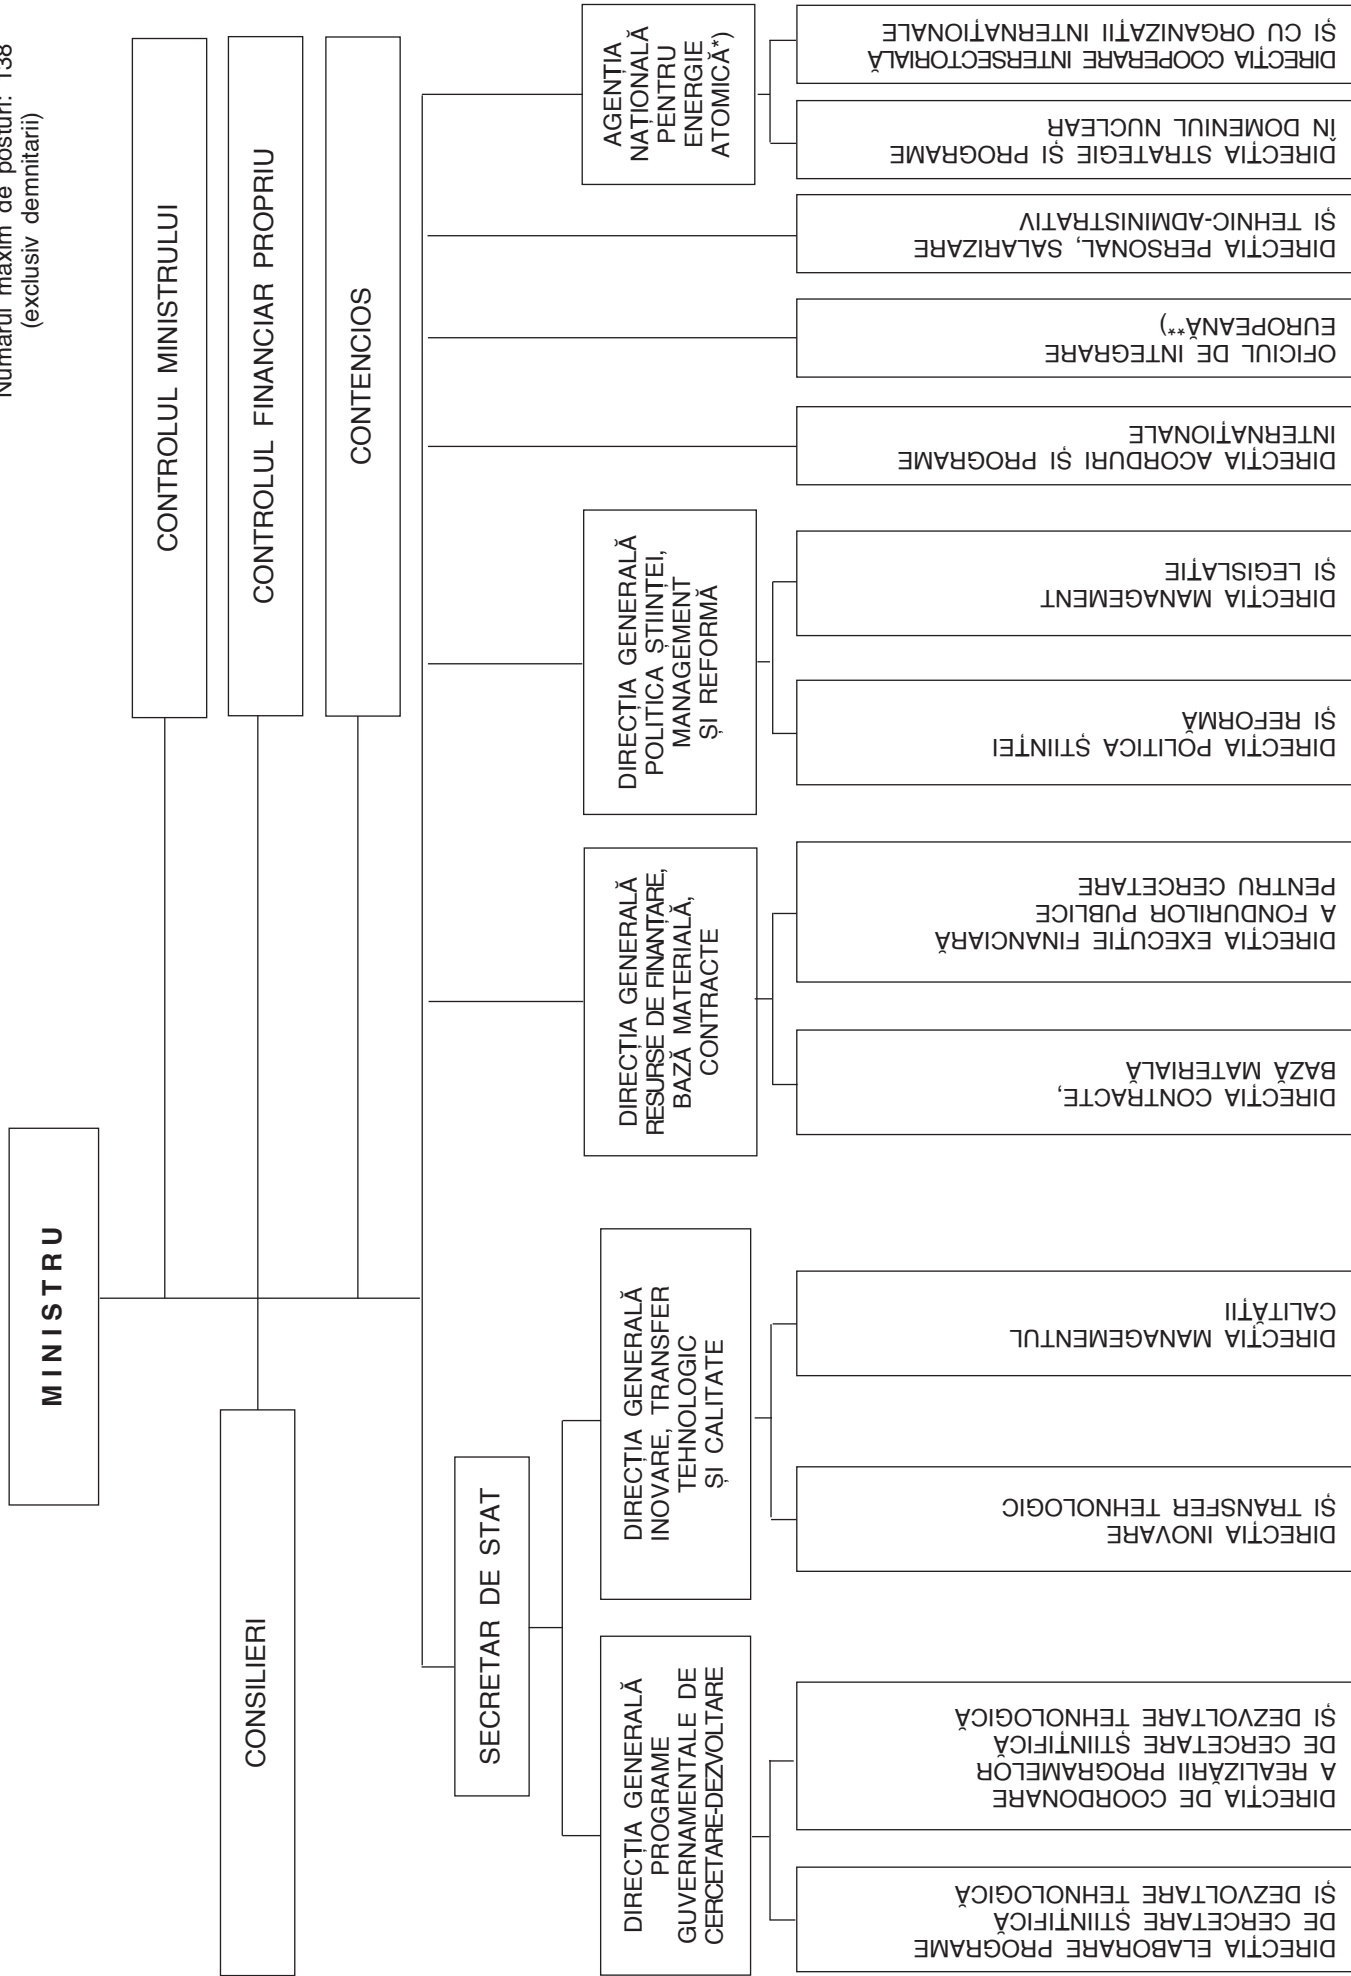 Numărul maxim de posturi: 138
(exclusiv demnitarii)
MINISTRU
CONSILIERI
CONTROLUL MINISTRULUI
CONTROLUL FINANCIAR PROPRIU
CONTENCIOS
SECRETAR DE STAT
DIRECȚIA GENERALĂ
PROGRAME
GUVERNAMENTALE DE
CERCETARE-DEZVOLTARE
DIRECȚIA GENERALĂ
INOVARE, TRANSFER
TEHNOLOGIC
ȘI CALITATE
DIRECȚIA GENERALĂ
RESURSE DE FINANȚARE,
BAZĂ MATERIALĂ,
CONTRACTE
DIRECȚIA GENERALĂ
POLITICA ȘTIINȚEI,
MANAGEMENT
ȘI REFORMĂ
AGENȚIA
NAȚIONALĂ
PENTRU
ENERGIE
ATOMICĂ*)
DIRECȚIA ELABORARE PROGRAME
DE CERCETARE ȘTIINȚIFICĂ
ȘI DEZVOLTARE TEHNOLOGICĂ
DIRECȚIA DE COORDONARE
A REALIZĂRII PROGRAMELOR
DE CERCETARE ȘTIINȚIFICĂ
ȘI DEZVOLTARE TEHNOLOGICĂ
DIRECȚIA INOVARE
ȘI TRANSFER TEHNOLOGIC
DIRECȚIA MANAGEMENTUL
CALITĂȚII
DIRECȚIA CONTRACTE,
BAZĂ MATERIALĂ
DIRECȚIA EXECUȚIE FINANCIARĂ
A FONDURILOR PUBLICE
PENTRU CERCETARE
DIRECȚIA POLITICA ȘTIINȚEI
ȘI REFORMĂ
DIRECȚIA MANAGEMENT
ȘI LEGISLAȚIE
DIRECȚIA ACORDURI ȘI PROGRAME
INTERNAȚIONALE
OFICIUL DE INTEGRARE
EUROPEANĂ**)
DIRECȚIA PERSONAL, SALARIZARE
ȘI TEHNIC-ADMINISTRATIV
DIRECȚIA STRATEGIE ȘI PROGRAME
ÎN DOMENIUL NUCLEAR
DIRECȚIA COOPERARE INTERSECTORIALĂ
ȘI CU ORGANIZAȚII INTERNAȚIONALE